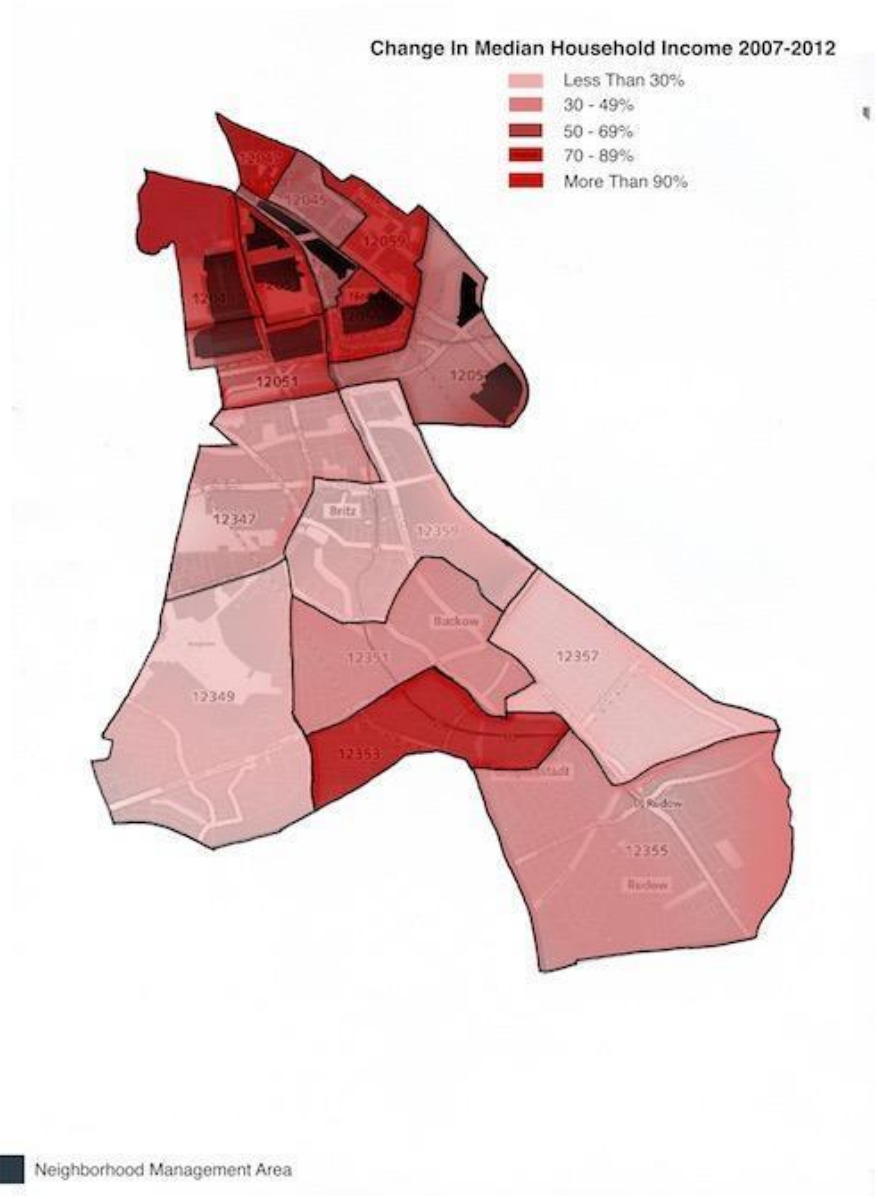 Change In Median Household Income 2007-2012
Less Than 30%
30 - 49%
50 - 69%
70 - 89%
More Than 90%
12045
12059
12051
12347
Britz
12359
Buckow
12351
12357
12349
12353
Rudow
12355
Rudow
Neighborhood Management Area